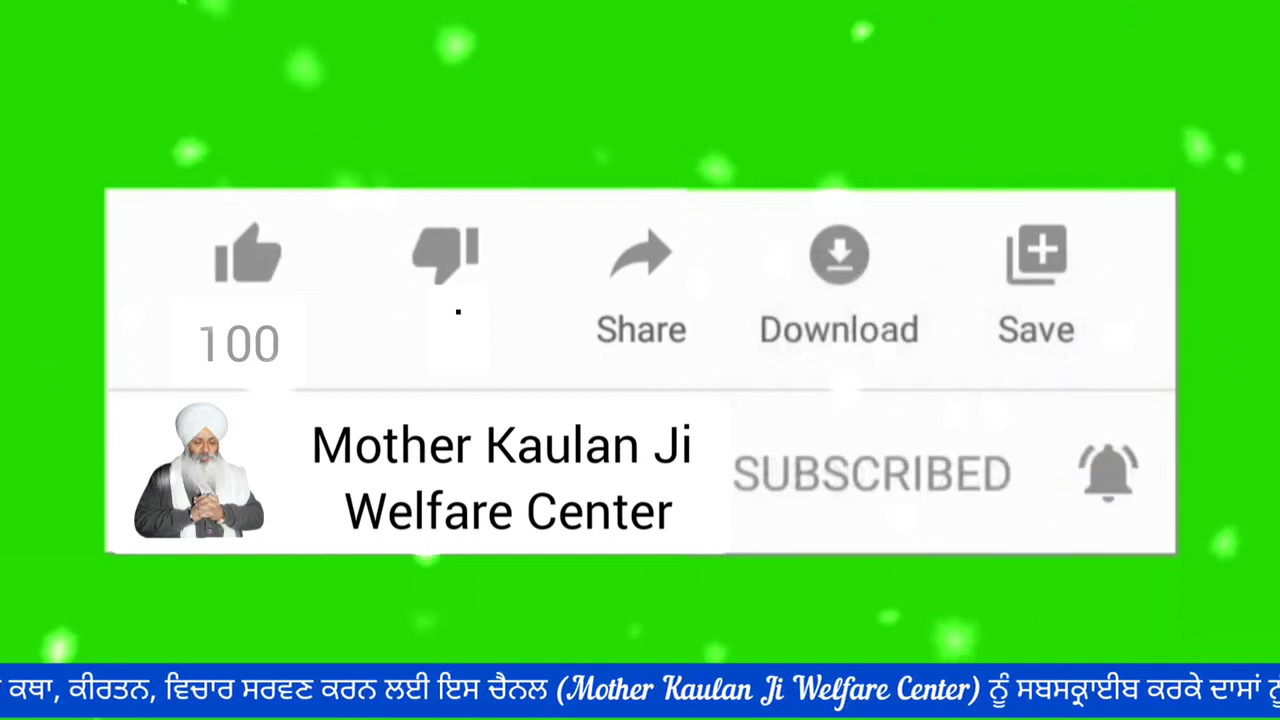 100
Share
Download
Save
Mother Kaulan Ji
Welfare Center
SUBSCRIBED
ਕਥਾ, ਕੀਰਤਨ, ਵਿਚਾਰ ਸਰਵਣ ਕਰਨ ਲਈ ਇਸ ਚੈਨਲ (Mother Kaulan Ji Welfare Center) ਨੂੰ ਸਬਸਕ੍ਰਾਈਬ ਕਰਕੇ ਦਾਸਾਂ